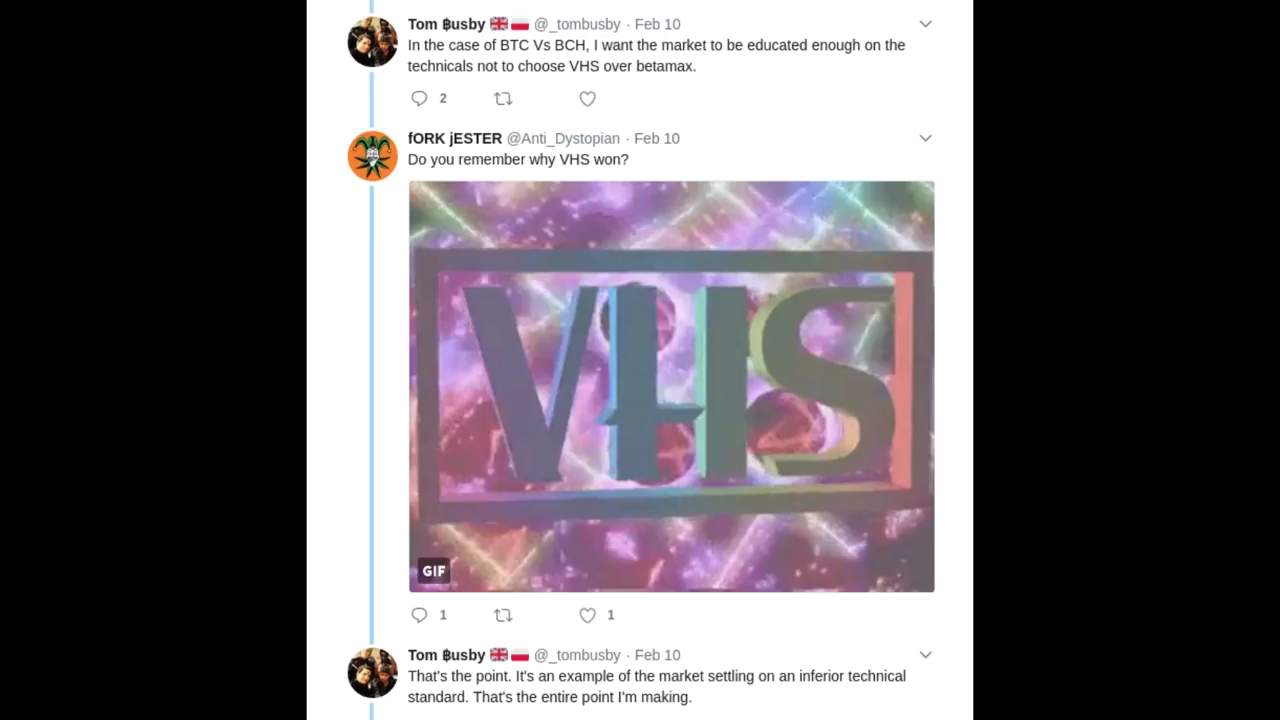 Tom ฿usby 🇬🇧🇵🇱 @_tombusby · Feb 10
In the case of BTC Vs BCH, I want the market to be educated enough on the
technicals not to choose VHS over betamax.
2
fORK jESTER @Anti_Dystopian · Feb 10
Do you remember why VHS won?
VHS
GIF
1 1
Tom ฿usby 🇬🇧🇵🇱 @_tombusby · Feb 10
That's the point. It's an example of the market settling on an inferior technical
standard. That's the entire point I'm making.